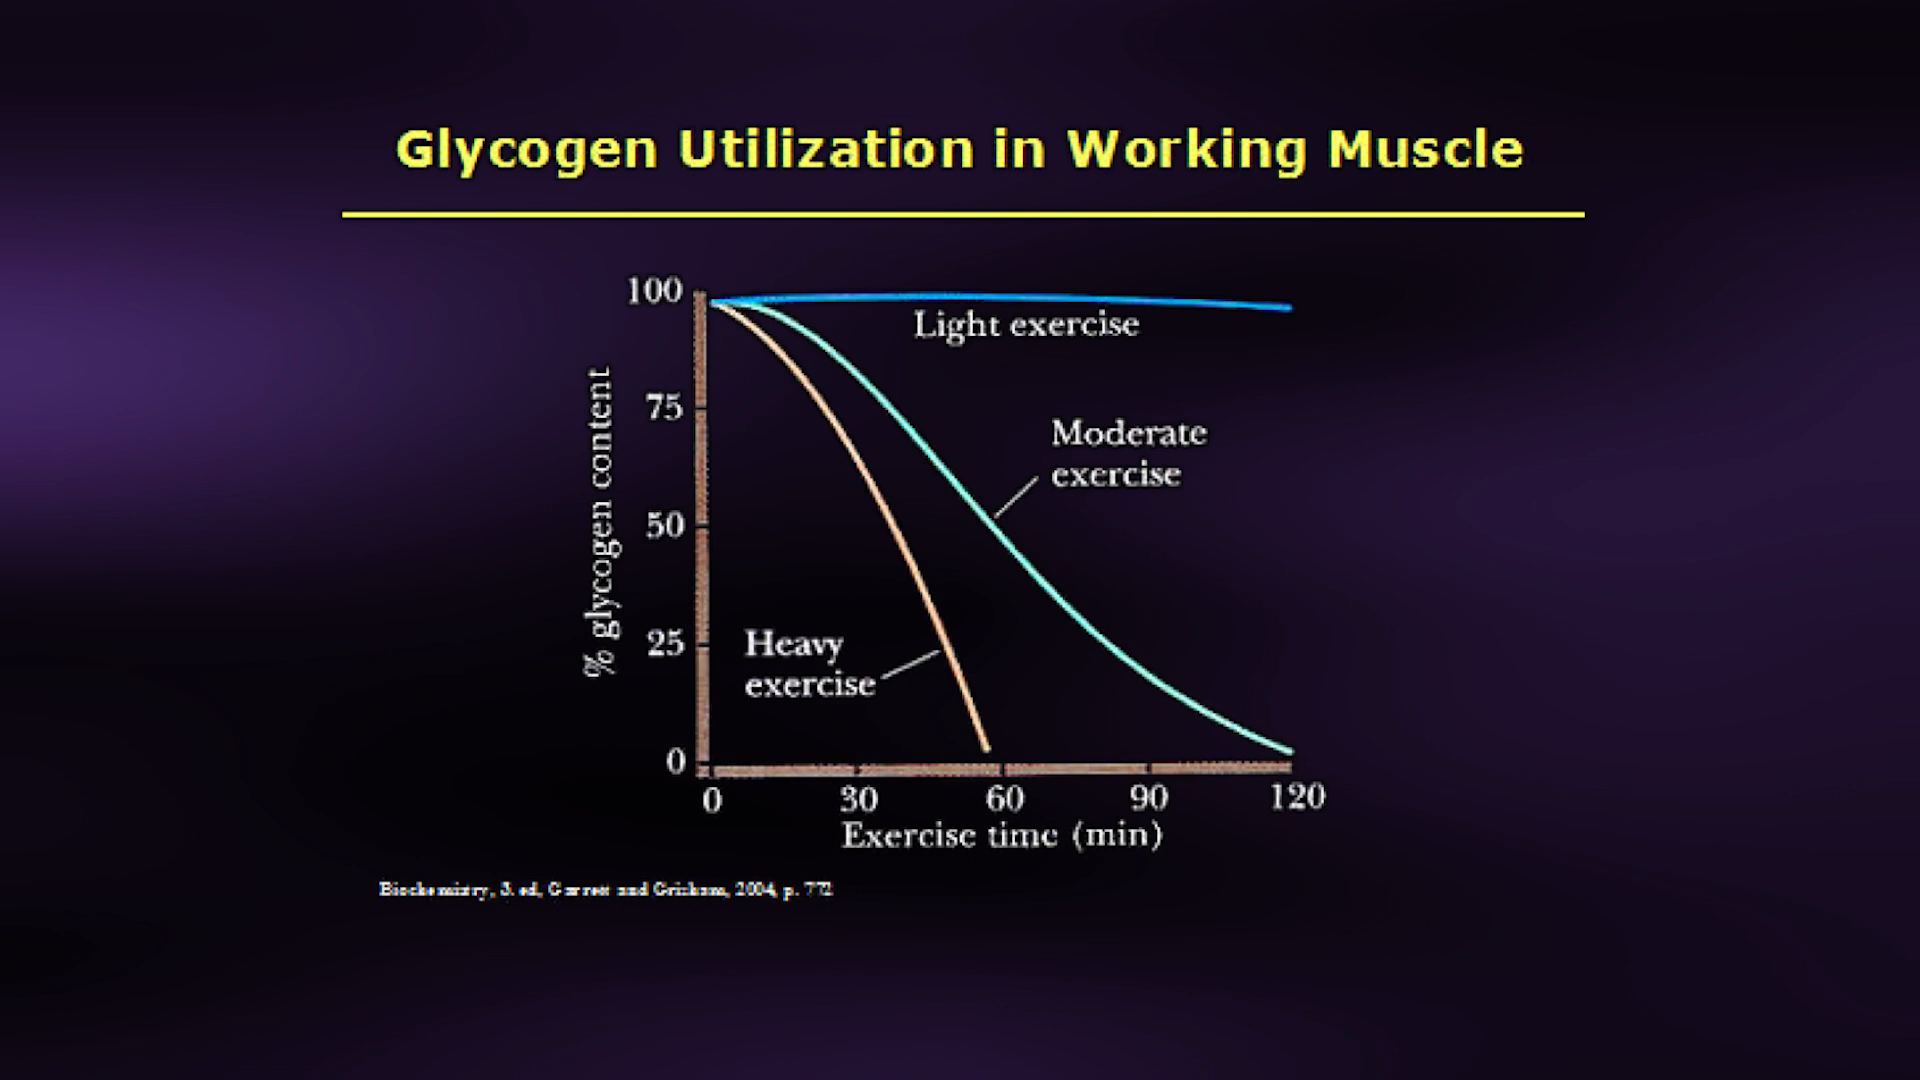 Glycogen Utilization in Working Muscle
100
75
50
25
0
% glycogen content
Light exercise
Moderate
exercise
Heavy
exercise
0 30 60 90 120
Exercise time (min)
Biochemistry, 3. ed, Garrett and Grisham, 2004, p. 772